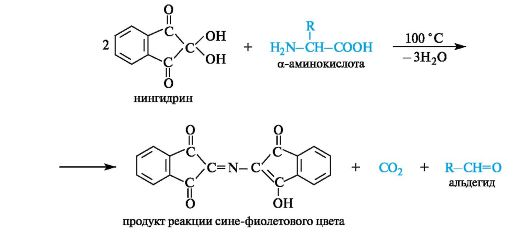 O
C
2
C
OH
OH
C
O
нингидрин
+
R
H₂N–CH–COOH
α-аминокислота
100 °C
– 3H₂O
O
C
C=N–C
C
O
O
C
C
OH
продукт реакции сине-фиолетового цвета
+ CO₂ + R–CH=O
альдегид